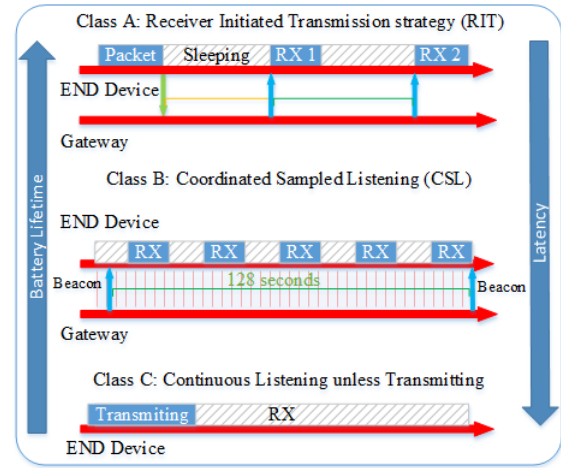 Class A: Receiver Initiated Transmission strategy (RIT)
Packet Sleeping RX 1 RX 2
END Device
Gateway
Class B: Coordinated Sampled Listening (CSL)
END Device
RX RX RX RX RX
Beacon 128 seconds Beacon
Gateway
Class C: Continuous Listening unless Transmitting
Transmiting RX
END Device
Battery Lifetime
Latency